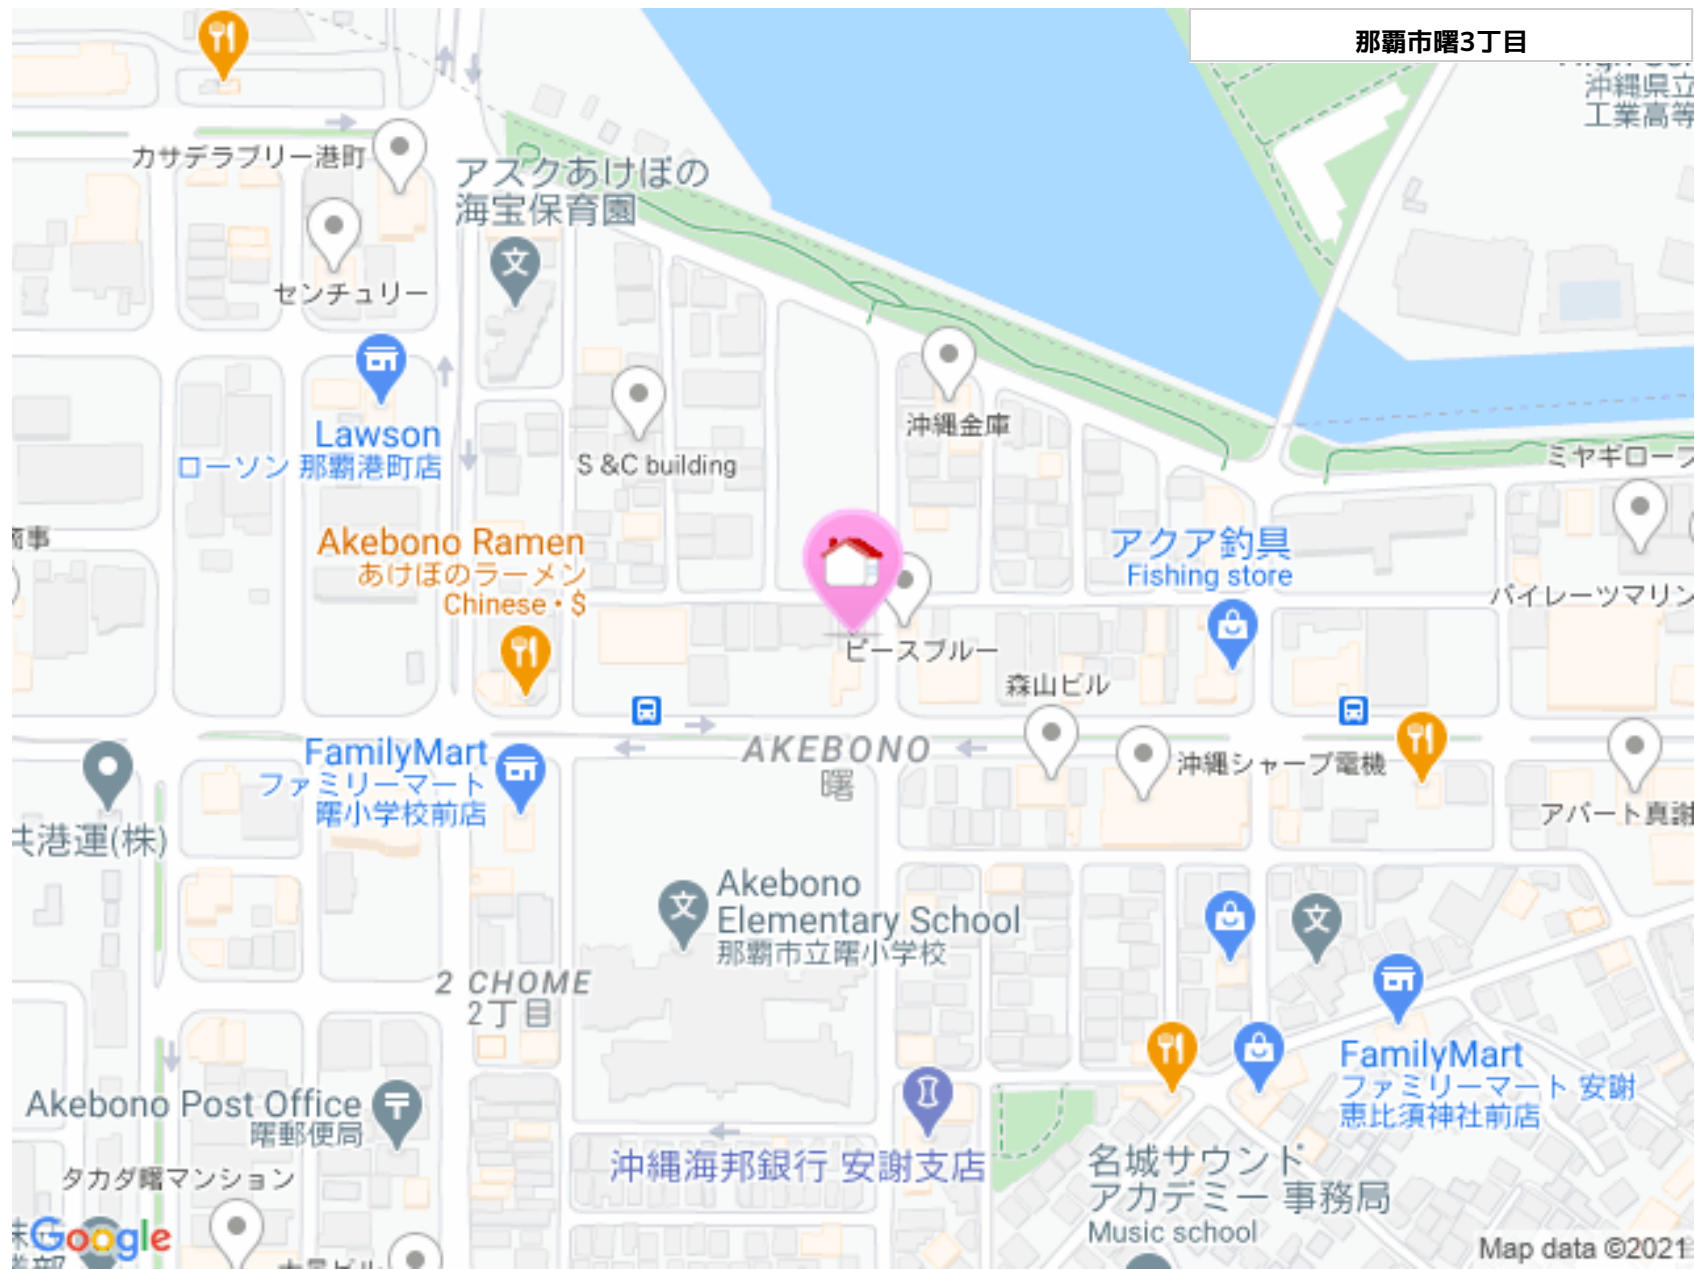 那覇市曙3丁目
沖縄県立
工業高等
カサデラブリー港町
アスクあけぼの
海宝保育園
センチュリー
沖縄金庫
Lawson
ローソン 那覇港町店
S &C building
ミヤギロープ
商事
Akebono Ramen
あけぼのラーメン
Chinese・$
アクア釣具
Fishing store
パイレーツマリン
ピースブルー
森山ビル
AKEBONO
曙
FamilyMart
ファミリーマート
曙小学校前店
沖縄シャープ電機
アパート真謝
共港運(株)
Akebono
Elementary School
那覇市立曙小学校
2 CHOME
2丁目
FamilyMart
ファミリーマート 安謝
恵比須神社前店
Akebono Post Office
曙郵便局
沖縄海邦銀行 安謝支店
名城サウンド
アカデミー 事務局
Music school
タカダ曙マンション
Google
Map data ©2021